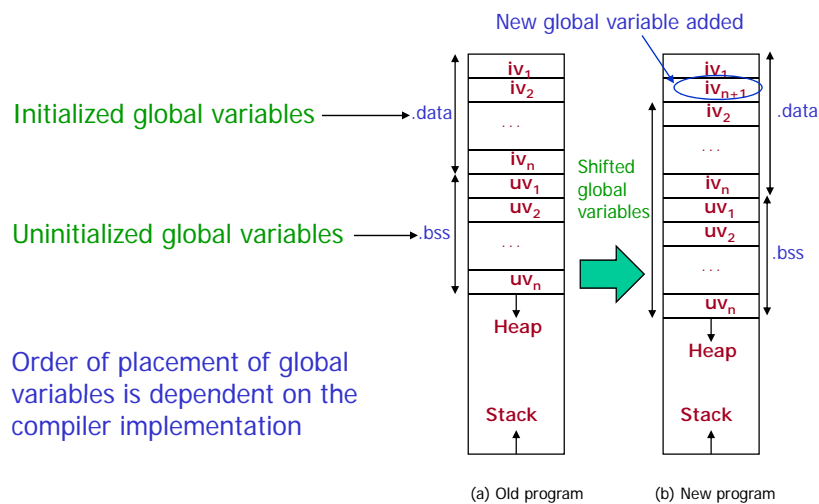 New global variable added
Initialized global variables
Uninitialized global variables
Order of placement of global
variables is dependent on the
compiler implementation
.data
.bss
iv₁
iv₂
...
ivₙ
uv₁
uv₂
...
uvₙ
Heap
Stack
(a) Old program
Shifted
global
variables
iv₁
ivₙ₊₁
iv₂
...
ivₙ
uv₁
uv₂
...
uvₙ
Heap
Stack
.data
.bss
(b) New program